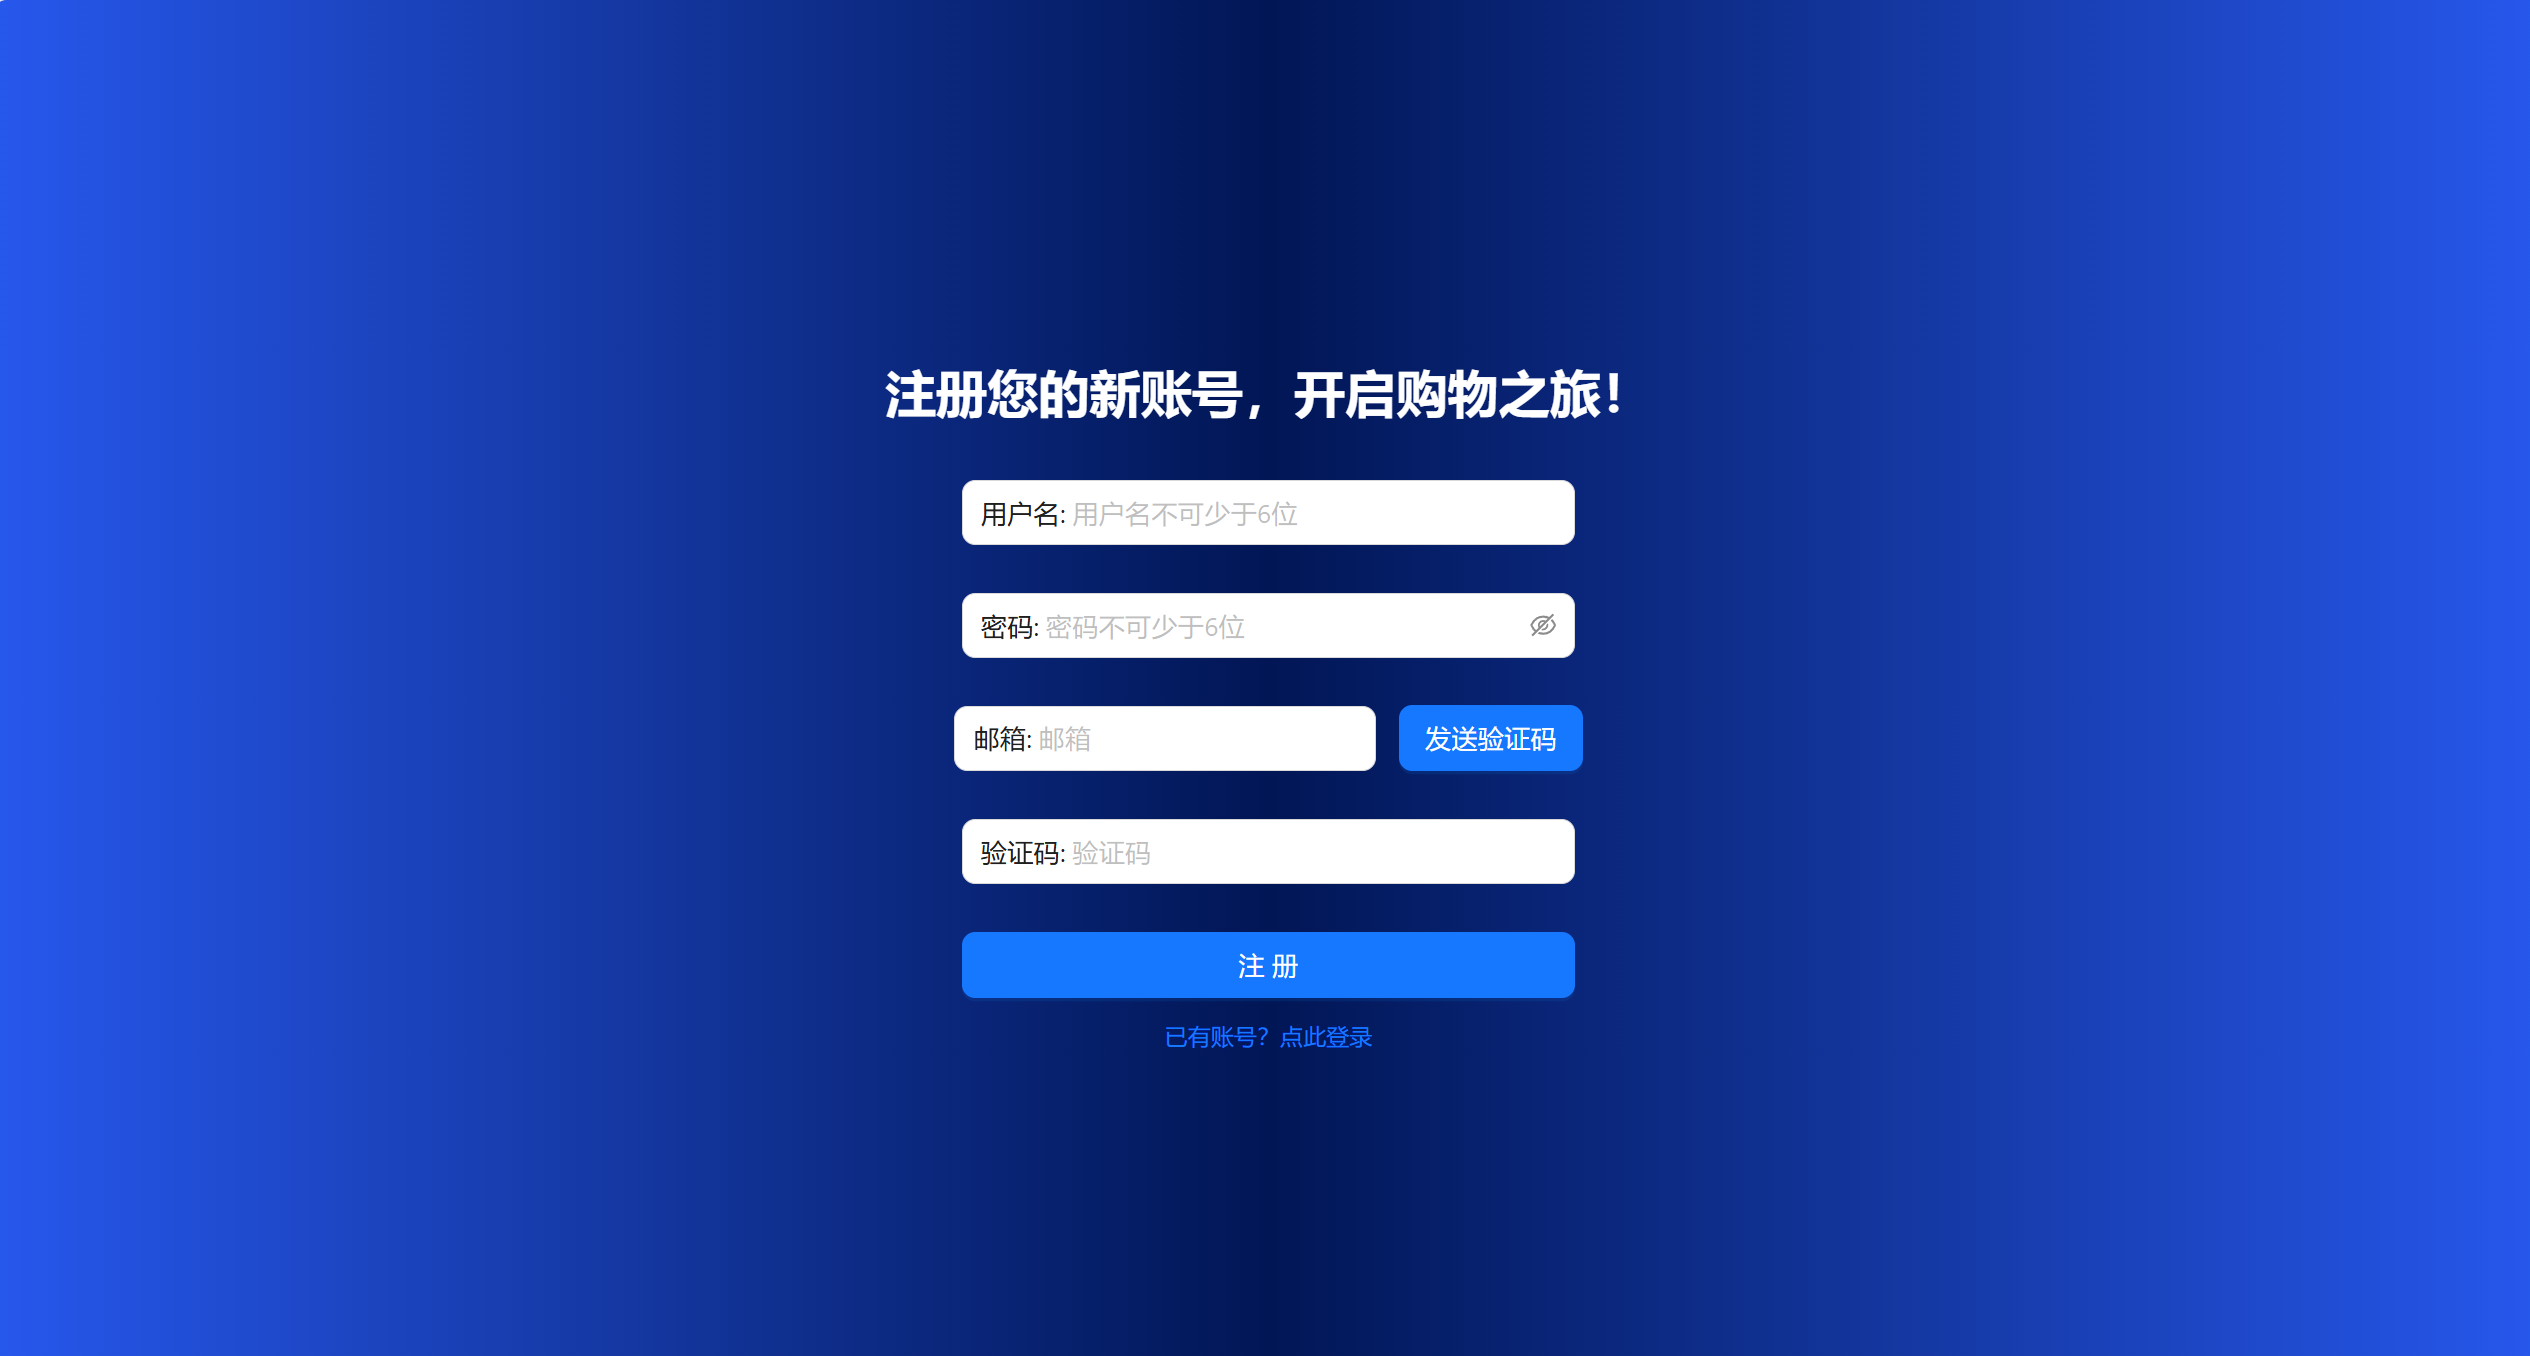 注册您的新账号，开启购物之旅！
用户名: 用户名不可少于6位
密码: 密码不可少于6位
邮箱: 邮箱 发送验证码
验证码: 验证码
注 册
已有账号？点此登录